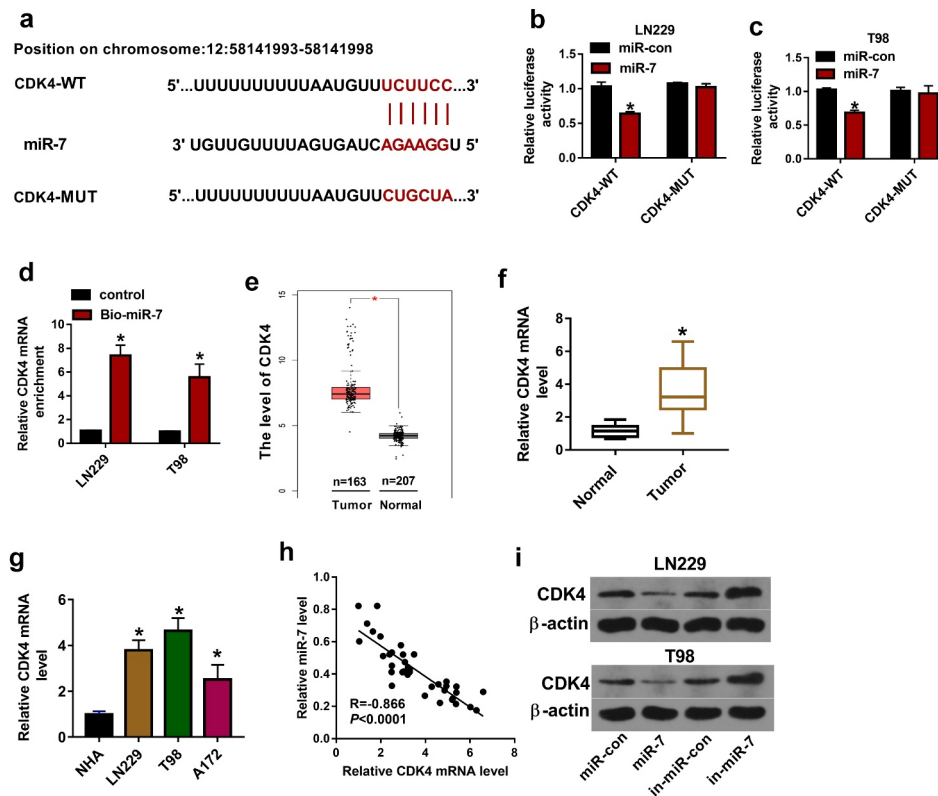 a
Position on chromosome:12:58141993-58141998
CDK4-WT 5'...UUUUUUUUUUAAUGUUUCUUCC...3'
miR-7 3' UGUUGUUUUAGUGAUCAGAAGGU 5'
CDK4-MUT 5'...UUUUUUUUUUAAUGUUCUGCUA...3'
b
LN229
miR-con
miR-7
Relative luciferase
activity
1.5
1.0
0.5
0.0
*
CDK4-WT
CDK4-MUT
c
T98
miR-con
miR-7
Relative luciferase
activity
1.5
1.0
0.5
0.0
*
CDK4-WT
CDK4-MUT
d
control
Bio-miR-7
Relative CDK4 mRNA
enrichment
10
8
6
4
2
0
* *
LN229
T98
e
The level of CDK4
15
10
5
0
*
n=163 n=207
Tumor Normal
f
Relative CDK4 mRNA
level
8
6
4
2
0
*
Normal
Tumor
g
Relative CDK4 mRNA
level
6
4
2
0
* * *
NHA
LN229
T98
A172
h
Relative miR-7 level
1.0
0.8
0.6
0.4
0.2
0.0
R=-0.866
P<0.0001
0 2 4 6 8
Relative CDK4 mRNA level
i
LN229
CDK4
β-actin
T98
CDK4
β-actin
miR-con
miR-7
in-miR-con
in-miR-7